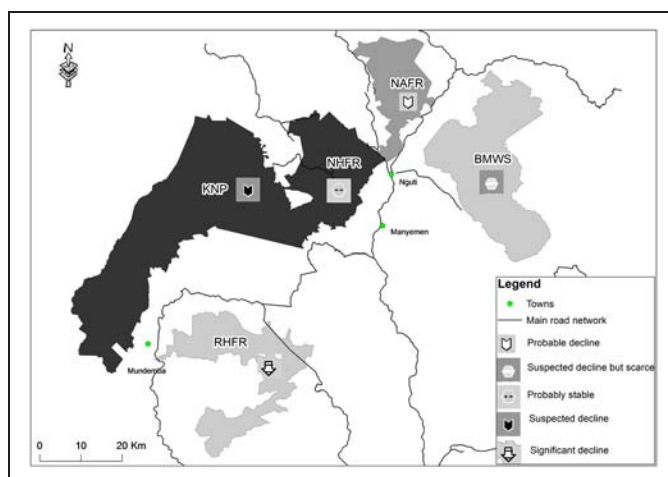 N
NAFR
NHFR
BMWS
KNP
Nguti
Manyemen
RHFR
Mundemba
0 10 20 Km
Legend
Towns
Main road network
Probable decline
Suspected decline but scarce
Probably stable
Suspected decline
Significant decline